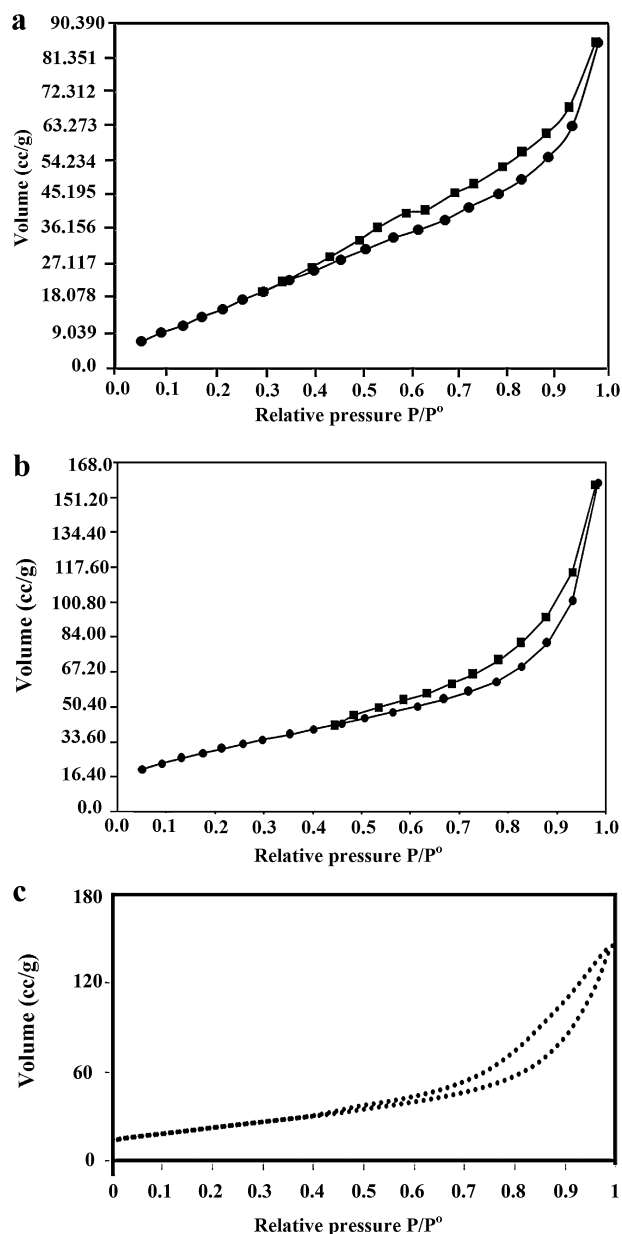 a
90.390
81.351
72.312
63.273
54.234
45.195
36.156
27.117
18.078
9.039
0.0
Volume (cc/g)
0.0 0.1 0.2 0.3 0.4 0.5 0.6 0.7 0.8 0.9 1.0
Relative pressure P/Pº
b
168.0
151.20
134.40
117.60
100.80
84.00
67.20
50.40
33.60
16.40
0.0
Volume (cc/g)
0.0 0.1 0.2 0.3 0.4 0.5 0.6 0.7 0.8 0.9 1.0
Relative pressure P/Pº
c
180
120
60
0
Volume (cc/g)
0 0.1 0.2 0.3 0.4 0.5 0.6 0.7 0.8 0.9 1
Relative pressure P/Pº